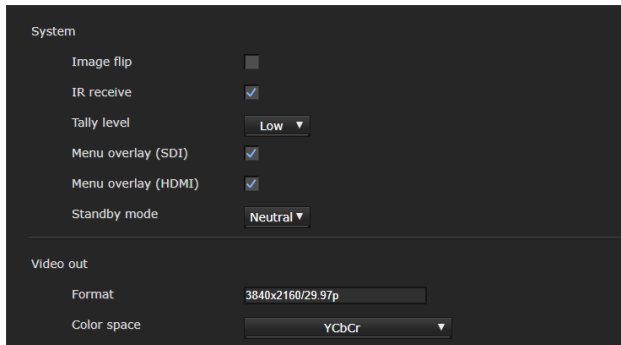 System
Image flip
IR receive
Tally level Low
Menu overlay (SDI)
Menu overlay (HDMI)
Standby mode Neutral
Video out
Format 3840x2160/29.97p
Color space YCbCr